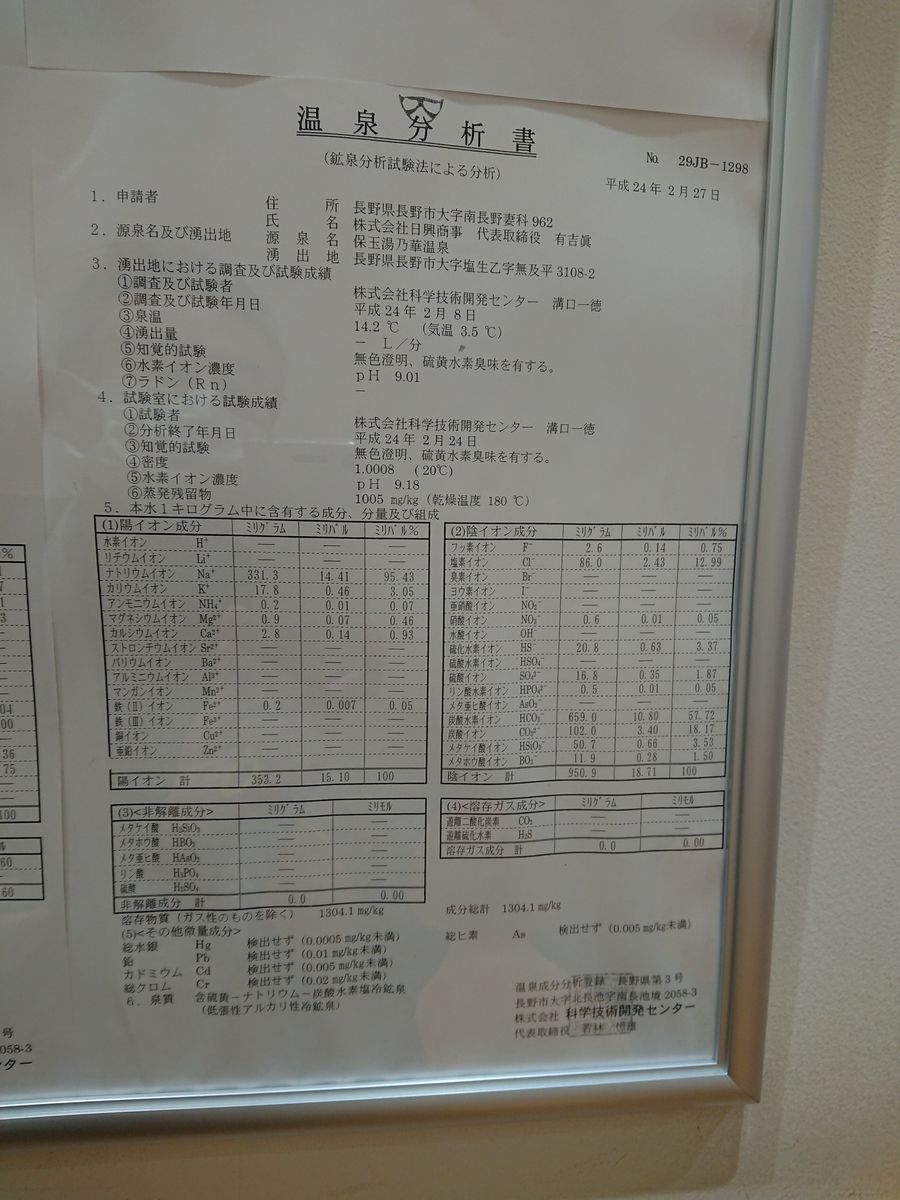 温泉分析書
(鉱泉分析試験法による分析)
№ 29JB-1298
平成24年2月27日
1. 申請者 住所 長野県長野市大字南長野妻科962
氏名 株式会社日興商事 代表取締役 有吉眞
2. 源泉名及び湧出地 源泉名 保玉湯乃華温泉
湧出地 長野県長野市大字塩生乙字無及平3108-2
3. 湧出地における調査及び試験成績
①調査及び試験者 株式会社科学技術開発センター 溝口一徳
②調査及び試験年月日 平成24年2月8日
③泉温 14.2℃ (気温 3.5℃)
④湧出量 - L/分
⑤知覚的試験 無色澄明、硫黄水素臭味を有する。
⑥水素イオン濃度 pH 9.01
⑦ラドン(Rn) -
4. 試験室における試験成績
①試験者 株式会社科学技術開発センター 溝口一徳
②分析終了年月日 平成24年2月24日
③知覚的試験 無色澄明、硫黄水素臭味を有する。
④密度 1.0008 (20℃)
⑤水素イオン濃度 pH 9.18
⑥蒸発残留物 1005 mg/kg (乾燥温度 180℃)
5. 本水1キログラム中に含有する成分、分量及び組成
(1)陽イオン成分 ミリグラム ミリバル ミリバル%
水素イオン H⁺ — — —
リチウムイオン Li⁺ — — —
ナトリウムイオン Na⁺ 331.3 14.41 95.43
カリウムイオン K⁺ 17.8 0.46 3.05
アンモニウムイオン NH₄⁺ 0.2 0.01 0.07
マグネシウムイオン Mg²⁺ 0.9 0.07 0.46
カルシウムイオン Ca²⁺ 2.8 0.14 0.93
ストロンチウムイオン Sr²⁺ — — —
バリウムイオン Ba²⁺ — — —
アルミニウムイオン Al³⁺ — — —
マンガンイオン Mn²⁺ — — —
鉄(Ⅱ)イオン Fe²⁺ 0.2 0.007 0.05
鉄(Ⅲ)イオン Fe³⁺ — — —
銅イオン Cu²⁺ — — —
亜鉛イオン Zn²⁺ — — —
陽イオン 計 353.2 15.10 100
(2)陰イオン成分 ミリグラム ミリバル ミリバル%
フッ素イオン F⁻ 2.6 0.14 0.75
塩素イオン Cl⁻ 86.0 2.43 12.99
臭素イオン Br⁻ — — —
ヨウ素イオン I⁻ — — —
亜硝酸イオン NO₂⁻ — — —
硝酸イオン NO₃⁻ 0.6 0.01 0.05
水酸イオン OH⁻ — — —
硫化水素イオン HS⁻ 20.8 0.63 3.37
硫酸水素イオン HSO₄⁻ — — —
硫酸イオン SO₄²⁻ 16.8 0.35 1.87
リン酸水素イオン HPO₄²⁻ 0.5 0.01 0.05
メタ亜ヒ酸イオン AsO₂⁻ — — —
炭酸水素イオン HCO₃⁻ 659.0 10.80 57.72
炭酸イオン CO₃²⁻ 102.0 3.40 18.17
メタケイ酸イオン HSiO₃⁻ 50.7 0.66 3.53
メタホウ酸イオン BO₂⁻ 11.9 0.28 1.50
陰イオン 計 950.9 18.71 100
(3)<非解離成分> ミリグラム ミリモル
メタケイ酸 H₂SiO₃ — —
メタホウ酸 HBO₂ — —
メタ亜ヒ酸 HAsO₂ — —
リン酸 H₃PO₄ — —
硫酸 H₂SO₄ — —
非解離成分 計 0.0 0.00
(4)<溶存ガス成分> ミリグラム ミリモル
遊離二酸化炭素 CO₂ — —
遊離硫化水素 H₂S — —
溶存ガス成分 計 0.0 0.00
溶存物質(ガス性のものを除く) 1304.1 mg/kg
成分総計 1304.1 mg/kg
(5)<その他微量成分>
総水銀 Hg 検出せず (0.0005 mg/kg未満)
総ヒ素 As 検出せず (0.005 mg/kg未満)
鉛 Pb 検出せず (0.01 mg/kg未満)
カドミウム Cd 検出せず (0.005 mg/kg未満)
総クロム Cr 検出せず (0.02 mg/kg未満)
6. 泉質 含硫黄-ナトリウム-炭酸水素塩冷鉱泉
(低張性アルカリ性冷鉱泉)
温泉成分分析登録 長野県第3号
長野市大字北長池字南長池境2058-3
株式会社 科学技術開発センター
代表取締役 若林